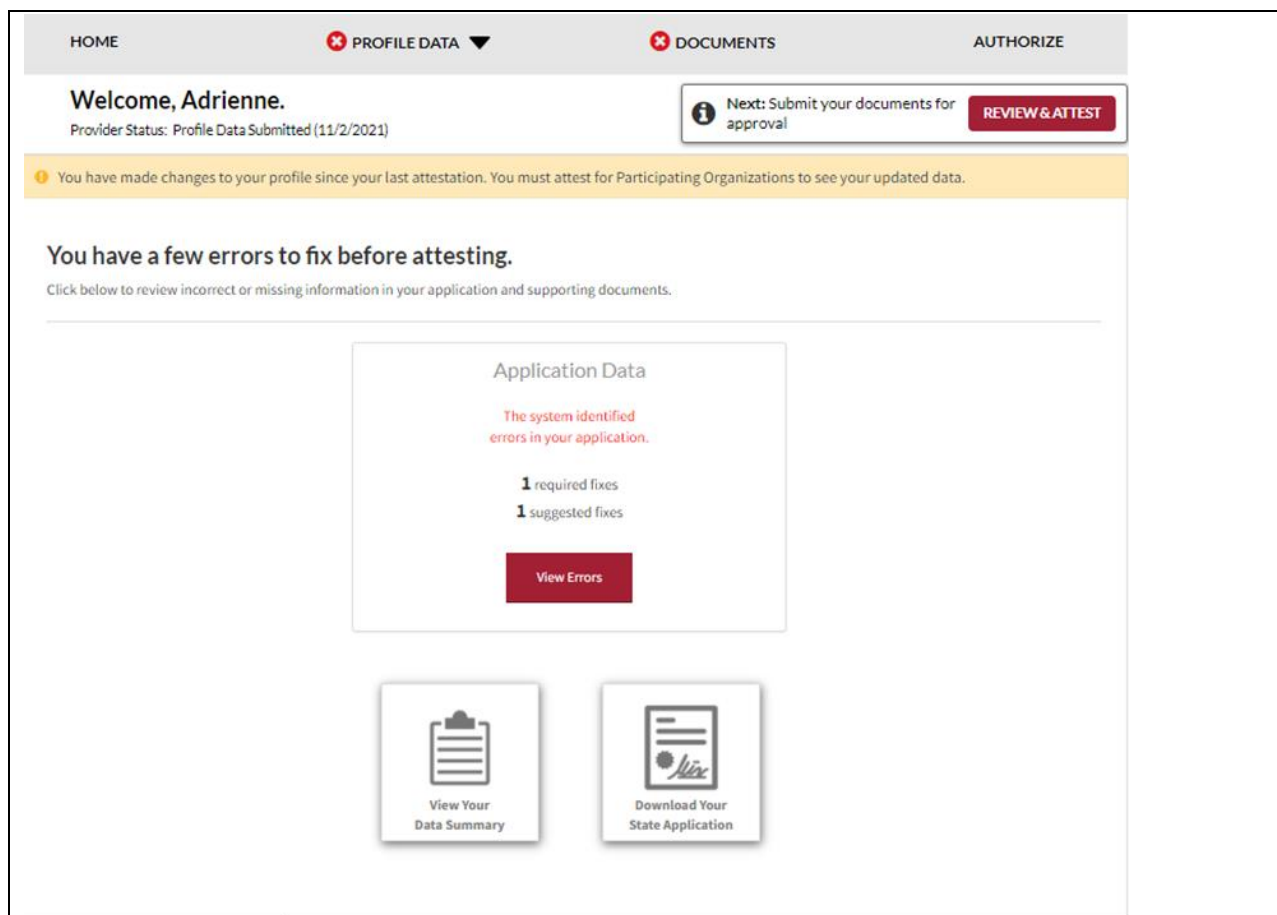 HOME
PROFILE DATA
DOCUMENTS
AUTHORIZE
Welcome, Adrienne.
Provider Status: Profile Data Submitted (11/2/2021)
Next: Submit your documents for
approval
REVIEW & ATTEST
You have made changes to your profile since your last attestation. You must attest for Participating Organizations to see your updated data.
You have a few errors to fix before attesting.
Click below to review incorrect or missing information in your application and supporting documents.
Application Data
The system identified
errors in your application.
1 required fixes
1 suggested fixes
View Errors
View Your
Data Summary
Download Your
State Application